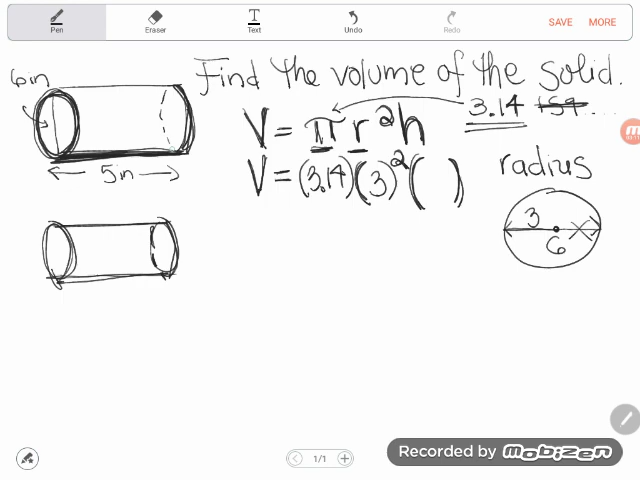 Pen
Eraser
Text
Undo
Redo
SAVE
MORE
6in
Find the volume of the solid.
V = πr²h
3.14 159....
V = (3.14)(3)²( )
5in
radius
3
6
1/1
Recorded by mobizen